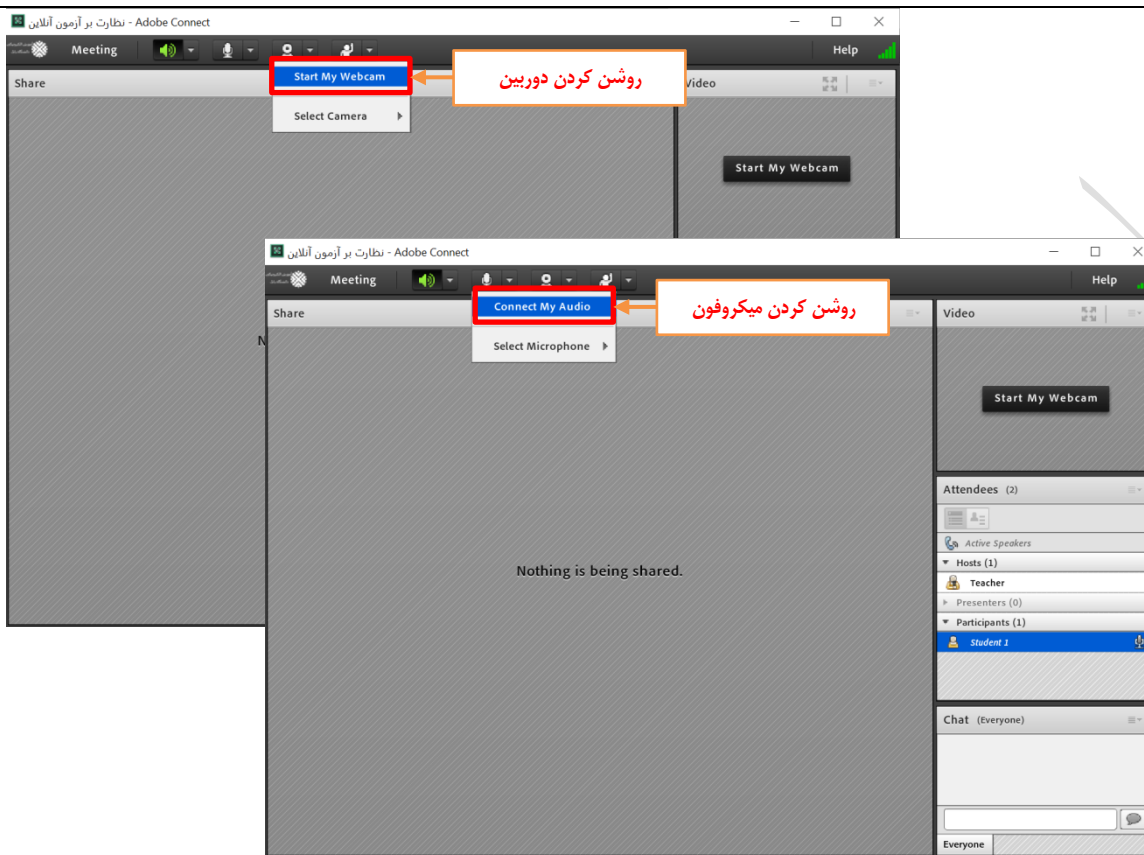 نظارت بر آزمون آنلاین - Adobe Connect
Meeting
Help
Start My Webcam
Select Camera
روشن کردن دوربین
Share
Video
Start My Webcam
نظارت بر آزمون آنلاین - Adobe Connect
Meeting
Help
Connect My Audio
Select Microphone
روشن کردن میکروفون
Share
Video
Start My Webcam
N
Nothing is being shared.
Attendees (2)
Active Speakers
Hosts (1)
Teacher
Presenters (0)
Participants (1)
Student 1
Chat (Everyone)
Everyone